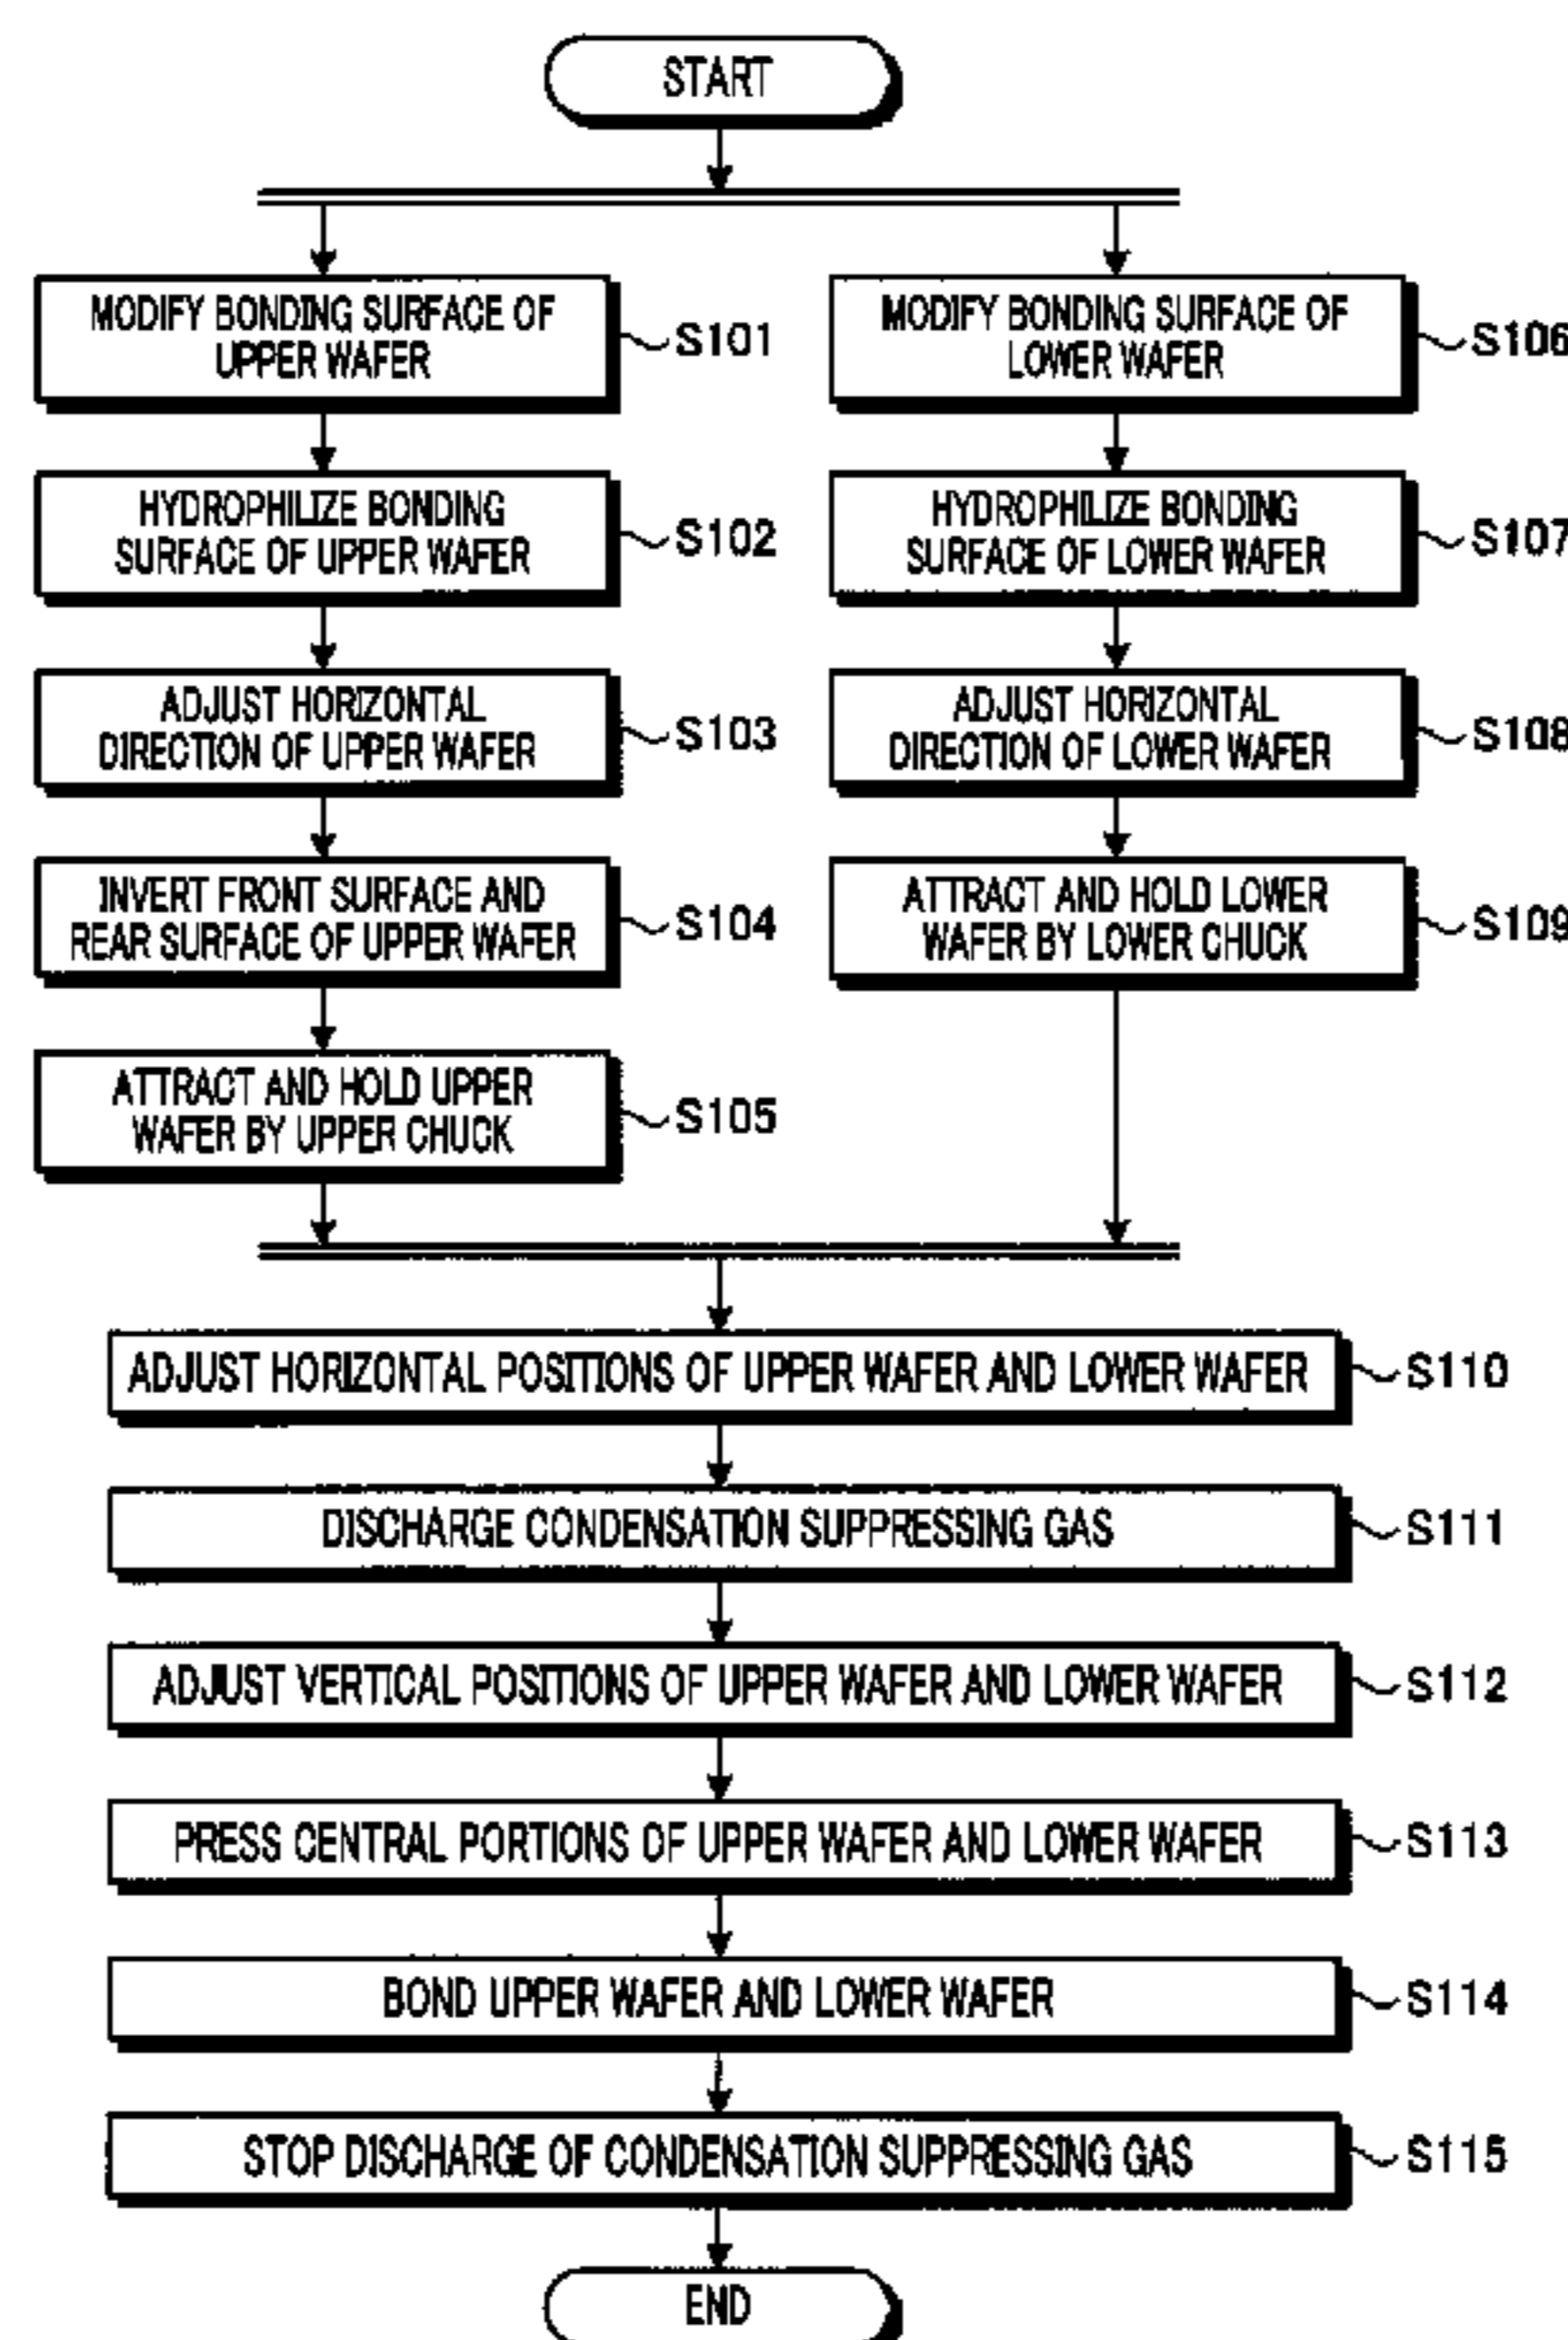 START
MODIFY BONDING SURFACE OF
UPPER WAFER
S101
HYDROPHILIZE BONDING
SURFACE OF UPPER WAFER
S102
ADJUST HORIZONTAL
DIRECTION OF UPPER WAFER
S103
INVERT FRONT SURFACE AND
REAR SURFACE OF UPPER WAFER
S104
ATTRACT AND HOLD UPPER
WAFER BY UPPER CHUCK
S105
MODIFY BONDING SURFACE OF
LOWER WAFER
S106
HYDROPHILIZE BONDING
SURFACE OF LOWER WAFER
S107
ADJUST HORIZONTAL
DIRECTION OF LOWER WAFER
S108
ATTRACT AND HOLD LOWER
WAFER BY LOWER CHUCK
S109
ADJUST HORIZONTAL POSITIONS OF UPPER WAFER AND LOWER WAFER
S110
DISCHARGE CONDENSATION SUPPRESSING GAS
S111
ADJUST VERTICAL POSITIONS OF UPPER WAFER AND LOWER WAFER
S112
PRESS CENTRAL PORTIONS OF UPPER WAFER AND LOWER WAFER
S113
BOND UPPER WAFER AND LOWER WAFER
S114
STOP DISCHARGE OF CONDENSATION SUPPRESSING GAS
S115
END